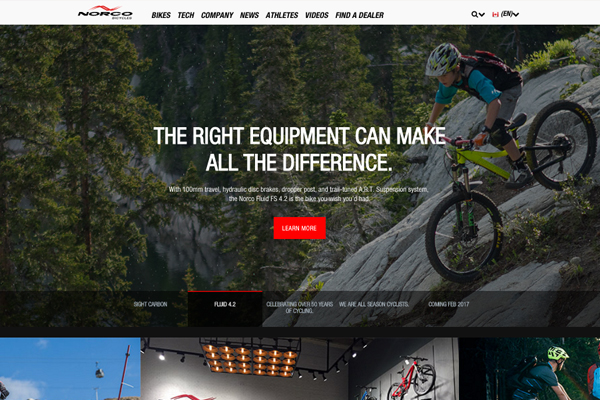 NORCO
BICYCLES
BIKES TECH COMPANY NEWS ATHLETES VIDEOS FIND A DEALER
(EN)
THE RIGHT EQUIPMENT CAN MAKE
ALL THE DIFFERENCE.
With 100mm travel, hydraulic disc brakes, dropper post, and trail-tuned A.R.T. Suspension system,
the Norco Fluid FS 4.2 is the bike you wish you'd had.
LEARN MORE
SIGHT CARBON
FLUID 4.2
CELEBRATING OVER 50 YEARS
OF CYCLING.
WE ARE ALL SEASON CYCLISTS.
COMING FEB 2017